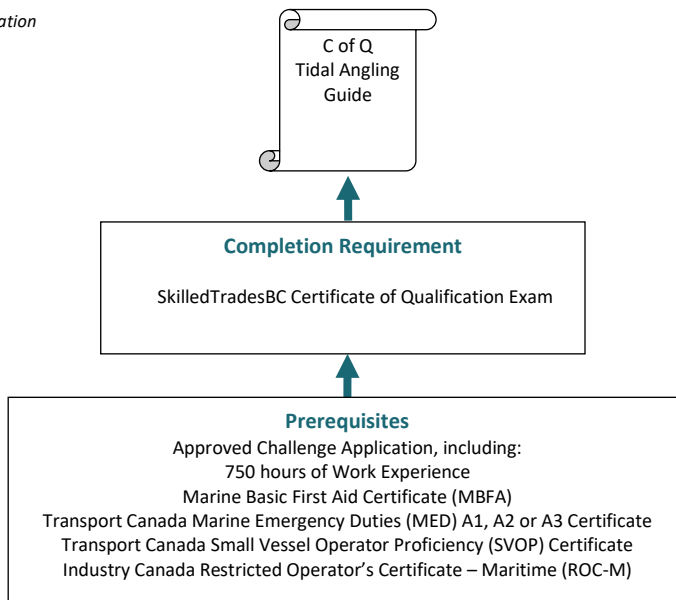 ation
C of Q
Tidal Angling
Guide
Completion Requirement
SkilledTradesBC Certificate of Qualification Exam
Prerequisites
Approved Challenge Application, including:
750 hours of Work Experience
Marine Basic First Aid Certificate (MBFA)
Transport Canada Marine Emergency Duties (MED) A1, A2 or A3 Certificate
Transport Canada Small Vessel Operator Proficiency (SVOP) Certificate
Industry Canada Restricted Operator’s Certificate – Maritime (ROC-M)